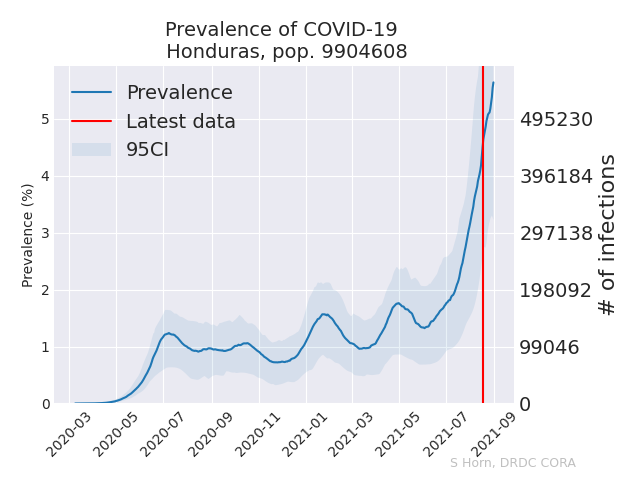 Prevalence of COVID-19
Honduras, pop. 9904608
Prevalence
Latest data
95CI
Prevalence (%)
5
4
3
2
1
0
495230
396184
297138
198092
99046
0
# of infections
2020-03
2020-05
2020-07
2020-09
2020-11
2021-01
2021-03
2021-05
2021-07
2021-09
S Horn, DRDC CORA